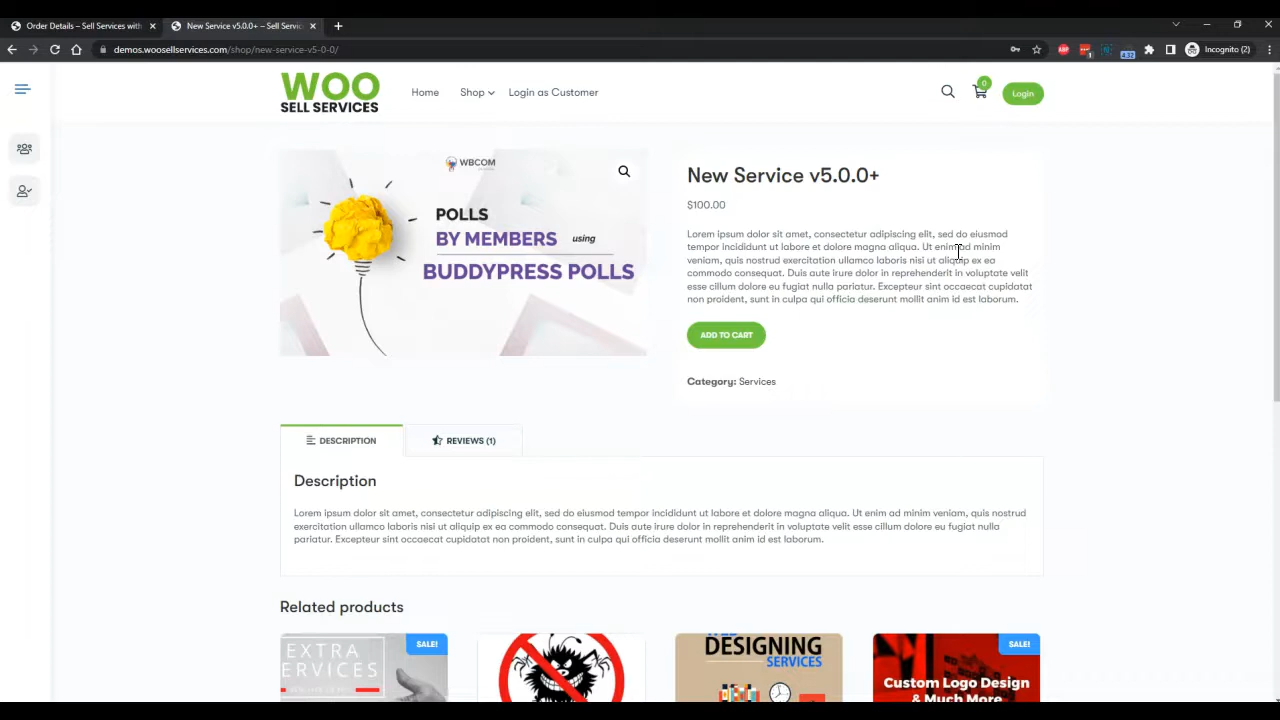 Order Details – Sell Services with
New Service v5.0.0+ – Sell Servic
Incognito (2)
demos.woosellservices.com/shop/new-service-v5-0-0/
WOO
SELL SERVICES
Home
Shop
Login as Customer
0
Login
WBCOM
POLLS
BY MEMBERS using
BUDDYPRESS POLLS
New Service v5.0.0+
$100.00
Lorem ipsum dolor sit amet, consectetur adipiscing elit, sed do eiusmod
tempor incididunt ut labore et dolore magna aliqua. Ut enim ad minim
veniam, quis nostrud exercitation ullamco laboris nisi ut aliquip ex ea
commodo consequat. Duis aute irure dolor in reprehenderit in voluptate velit
esse cillum dolore eu fugiat nulla pariatur. Excepteur sint occaecat cupidatat
non proident, sunt in culpa qui officia deserunt mollit anim id est laborum.
ADD TO CART
Category: Services
DESCRIPTION
REVIEWS (1)
Description
Lorem ipsum dolor sit amet, consectetur adipiscing elit, sed do eiusmod tempor incididunt ut labore et dolore magna aliqua. Ut enim ad minim veniam, quis nostrud
exercitation ullamco laboris nisi ut aliquip ex ea commodo consequat. Duis aute irure dolor in reprehenderit in voluptate velit esse cillum dolore eu fugiat nulla
pariatur. Excepteur sint occaecat cupidatat non proident, sunt in culpa qui officia deserunt mollit anim id est laborum.
Related products
SALE!
EXTRA
ERVICES
DESIGNING
SERVICES
SALE!
Custom Logo Design
& Much More